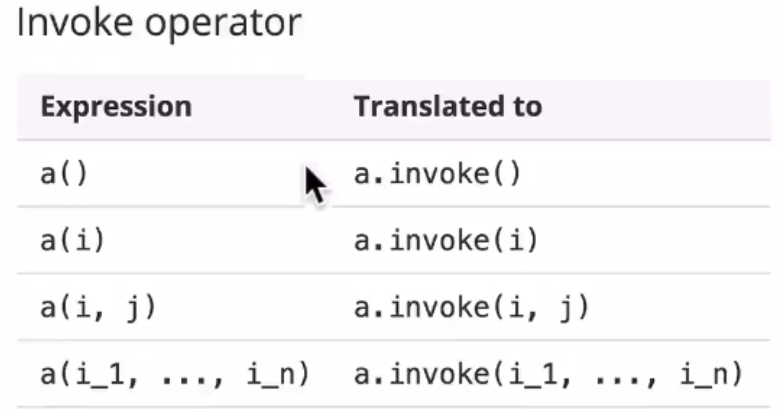 Invoke operator
Expression Translated to
a() a.invoke()
a(i) a.invoke(i)
a(i, j) a.invoke(i, j)
a(i_1, ..., i_n) a.invoke(i_1, ..., i_n)